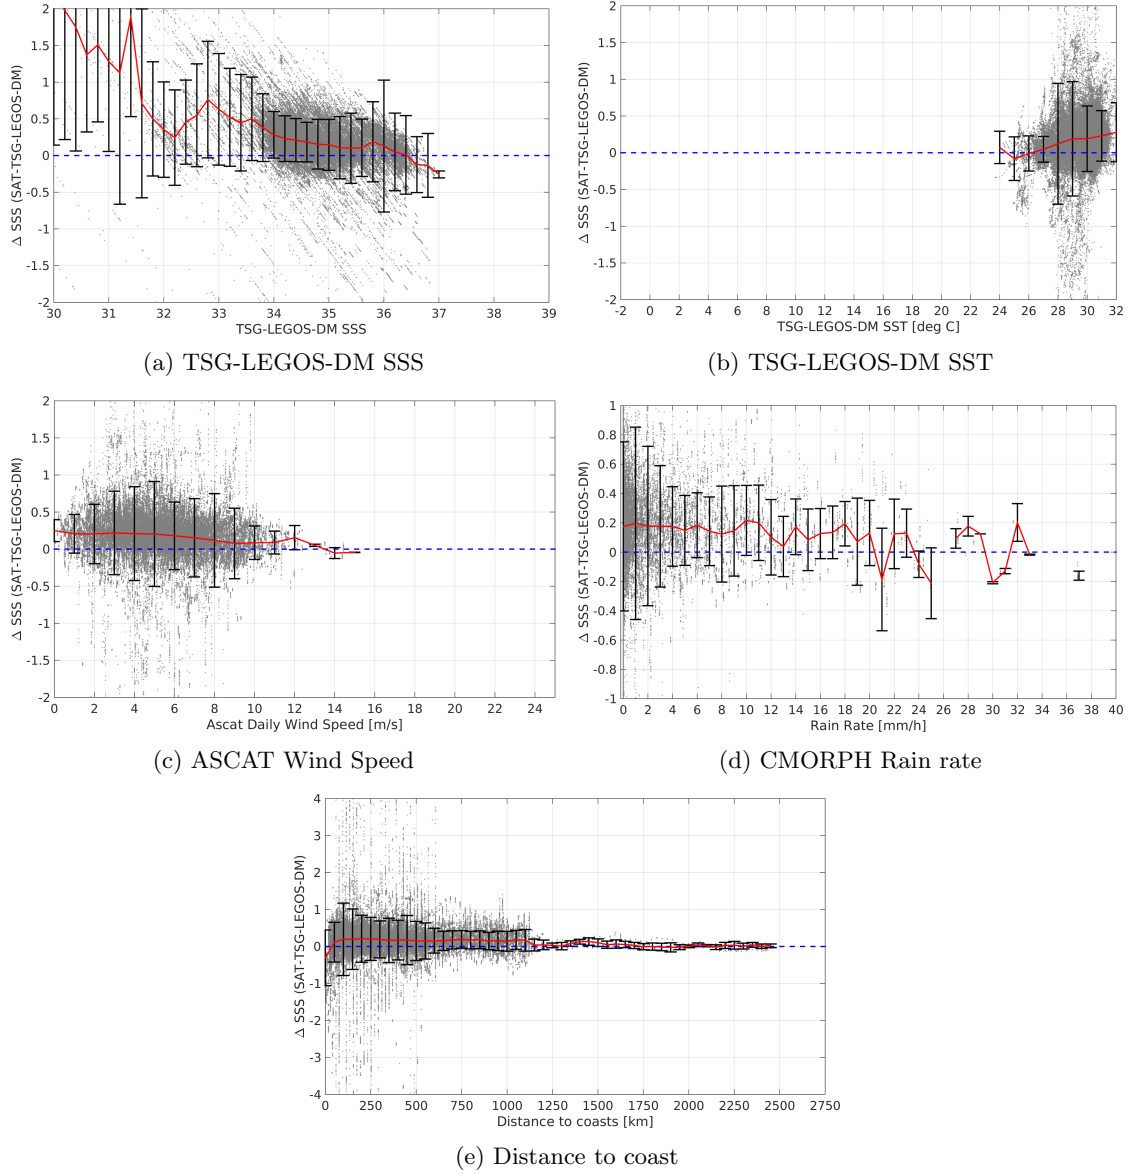 Δ SSS (SAT-TSG-LEGOS-DM)
2
1.5
1
0.5
0
-0.5
-1
-1.5
-2
30 31 32 33 34 35 36 37 38 39
TSG-LEGOS-DM SSS
(a) TSG-LEGOS-DM SSS
Δ SSS (SAT-TSG-LEGOS-DM)
2
1.5
1
0.5
0
-0.5
-1
-1.5
-2
-2 0 2 4 6 8 10 12 14 16 18 20 22 24 26 28 30 32
TSG-LEGOS-DM SST [deg C]
(b) TSG-LEGOS-DM SST
Δ SSS (SAT-TSG-LEGOS-DM)
2
1.5
1
0.5
0
-0.5
-1
-1.5
-2
0 2 4 6 8 10 12 14 16 18 20 22 24
Ascat Daily Wind Speed [m/s]
(c) ASCAT Wind Speed
Δ SSS (SAT-TSG-LEGOS-DM)
1
0.8
0.6
0.4
0.2
0
-0.2
-0.4
-0.6
-0.8
-1
0 2 4 6 8 10 12 14 16 18 20 22 24 26 28 30 32 34 36 38 40
Rain Rate [mm/h]
(d) CMORPH Rain rate
Δ SSS (SAT-TSG-LEGOS-DM)
4
3
2
1
0
-1
-2
-3
-4
0 250 500 750 1000 1250 1500 1750 2000 2250 2500 2750
Distance to coasts [km]
(e) Distance to coast